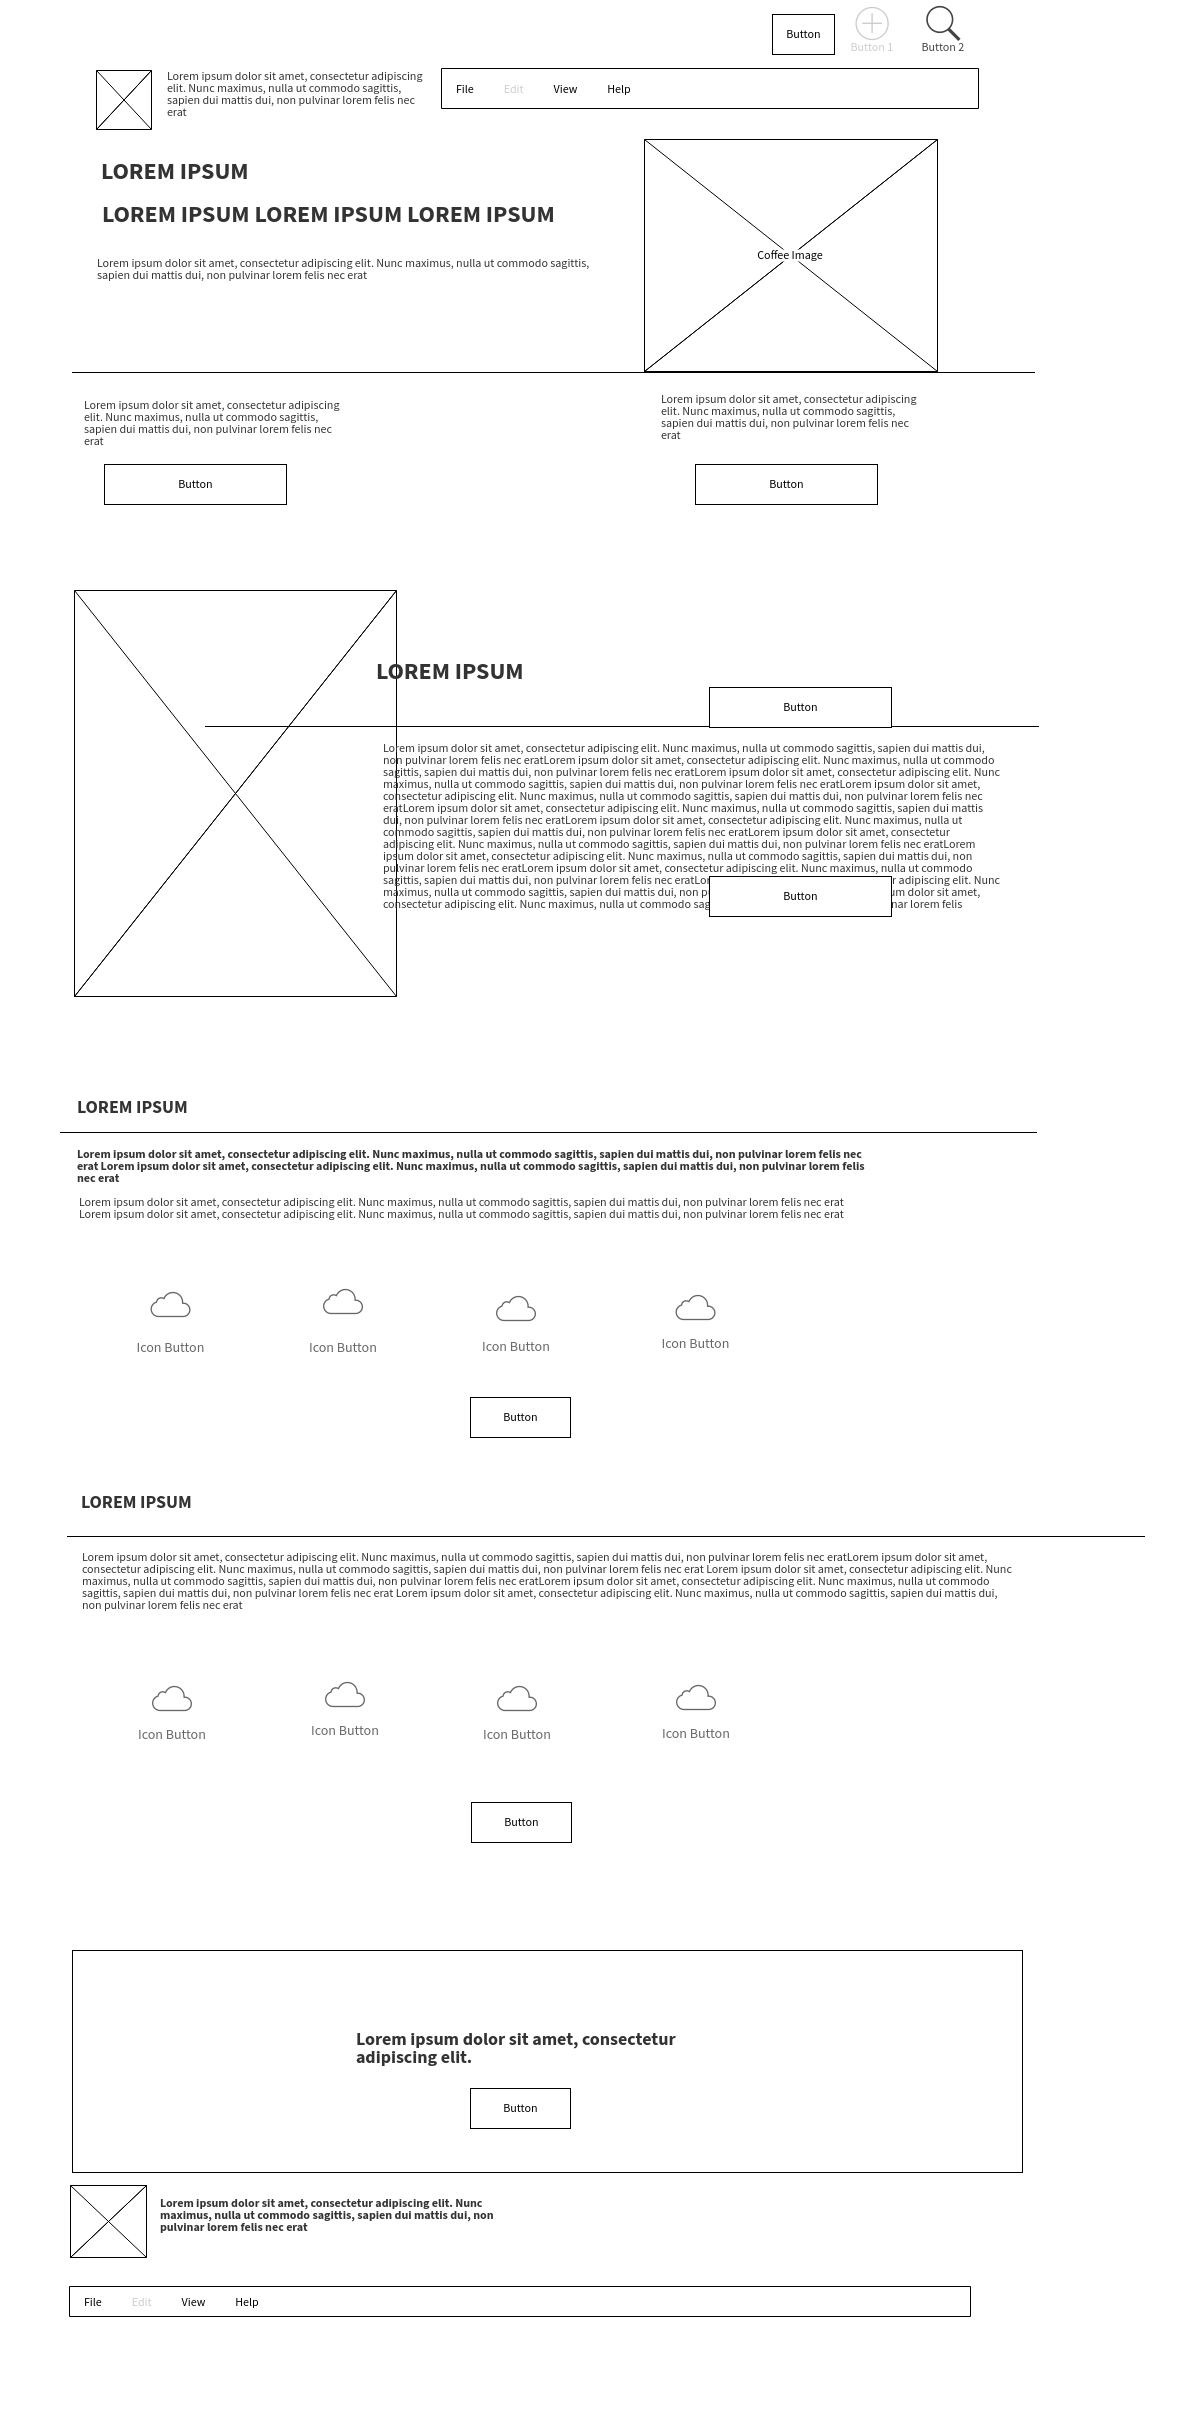 Button
Button 1
Button 2
Lorem ipsum dolor sit amet, consectetur adipiscing
elit. Nunc maximus, nulla ut commodo sagittis,
sapien dui mattis dui, non pulvinar lorem felis nec
erat
File Edit View Help
LOREM IPSUM
LOREM IPSUM LOREM IPSUM LOREM IPSUM
Lorem ipsum dolor sit amet, consectetur adipiscing elit. Nunc maximus, nulla ut commodo sagittis,
sapien dui mattis dui, non pulvinar lorem felis nec erat
Coffee Image
Lorem ipsum dolor sit amet, consectetur adipiscing
elit. Nunc maximus, nulla ut commodo sagittis,
sapien dui mattis dui, non pulvinar lorem felis nec
erat
Button
Lorem ipsum dolor sit amet, consectetur adipiscing
elit. Nunc maximus, nulla ut commodo sagittis,
sapien dui mattis dui, non pulvinar lorem felis nec
erat
Button
LOREM IPSUM
Button
Lorem ipsum dolor sit amet, consectetur adipiscing elit. Nunc maximus, nulla ut commodo sagittis, sapien dui mattis dui,
non pulvinar lorem felis nec eratLorem ipsum dolor sit amet, consectetur adipiscing elit. Nunc maximus, nulla ut commodo
sagittis, sapien dui mattis dui, non pulvinar lorem felis nec eratLorem ipsum dolor sit amet, consectetur adipiscing elit. Nunc
maximus, nulla ut commodo sagittis, sapien dui mattis dui, non pulvinar lorem felis nec eratLorem ipsum dolor sit amet,
consectetur adipiscing elit. Nunc maximus, nulla ut commodo sagittis, sapien dui mattis dui, non pulvinar lorem felis nec
eratLorem ipsum dolor sit amet, consectetur adipiscing elit. Nunc maximus, nulla ut commodo sagittis, sapien dui mattis
dui, non pulvinar lorem felis nec eratLorem ipsum dolor sit amet, consectetur adipiscing elit. Nunc maximus, nulla ut
commodo sagittis, sapien dui mattis dui, non pulvinar lorem felis nec eratLorem ipsum dolor sit amet, consectetur
adipiscing elit. Nunc maximus, nulla ut commodo sagittis, sapien dui mattis dui, non pulvinar lorem felis nec eratLorem
ipsum dolor sit amet, consectetur adipiscing elit. Nunc maximus, nulla ut commodo sagittis, sapien dui mattis dui, non
pulvinar lorem felis nec eratLorem ipsum dolor sit amet, consectetur adipiscing elit. Nunc maximus, nulla ut commodo
sagittis, sapien dui mattis dui, non pulvinar lorem felis nec adipiscing elit. Nunc
maximus, nulla ut commodo sagittis, sapien dui mattis dui, non dolor sit amet,
consectetur adipiscing elit. Nunc maximus, nulla ut commodo lorem felis
Button
LOREM IPSUM
Lorem ipsum dolor sit amet, consectetur adipiscing elit. Nunc maximus, nulla ut commodo sagittis, sapien dui mattis dui, non pulvinar lorem felis nec
erat Lorem ipsum dolor sit amet, consectetur adipiscing elit. Nunc maximus, nulla ut commodo sagittis, sapien dui mattis dui, non pulvinar lorem felis
nec erat
Lorem ipsum dolor sit amet, consectetur adipiscing elit. Nunc maximus, nulla ut commodo sagittis, sapien dui mattis dui, non pulvinar lorem felis nec erat
Lorem ipsum dolor sit amet, consectetur adipiscing elit. Nunc maximus, nulla ut commodo sagittis, sapien dui mattis dui, non pulvinar lorem felis nec erat
Icon Button
Icon Button
Icon Button
Icon Button
Button
LOREM IPSUM
Lorem ipsum dolor sit amet, consectetur adipiscing elit. Nunc maximus, nulla ut commodo sagittis, sapien dui mattis dui, non pulvinar lorem felis nec eratLorem ipsum dolor sit amet,
consectetur adipiscing elit. Nunc maximus, nulla ut commodo sagittis, sapien dui mattis dui, non pulvinar lorem felis nec erat Lorem ipsum dolor sit amet, consectetur adipiscing elit. Nunc
maximus, nulla ut commodo sagittis, sapien dui mattis dui, non pulvinar lorem felis nec eratLorem ipsum dolor sit amet, consectetur adipiscing elit. Nunc maximus, nulla ut commodo
sagittis, sapien dui mattis dui, non pulvinar lorem felis nec erat Lorem ipsum dolor sit amet, consectetur adipiscing elit. Nunc maximus, nulla ut commodo sagittis, sapien dui mattis dui,
non pulvinar lorem felis nec erat
Icon Button
Icon Button
Icon Button
Icon Button
Button
Lorem ipsum dolor sit amet, consectetur
adipiscing elit.
Button
Lorem ipsum dolor sit amet, consectetur adipiscing elit. Nunc
maximus, nulla ut commodo sagittis, sapien dui mattis dui, non
pulvinar lorem felis nec erat
File Edit View Help